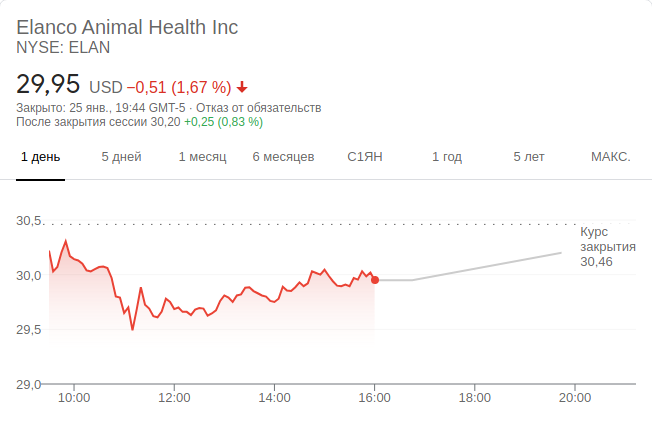 Elanco Animal Health Inc
NYSE: ELAN
29,95 USD −0,51 (1,67 %)
Закрыто: 25 янв., 19:44 GMT-5 · Отказ от обязательств
После закрытия сессии 30,20 +0,25 (0,83 %)
1 день 5 дней 1 месяц 6 месяцев С1ЯН 1 год 5 лет МАКС.
30,5
Курс
закрытия
30,46
30,0
29,5
29,0
10:00 12:00 14:00 16:00 18:00 20:00